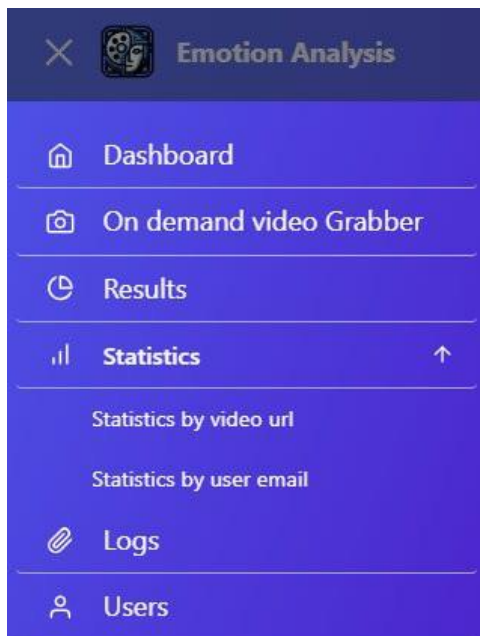 Emotion Analysis
Dashboard
On demand video Grabber
Results
Statistics
Statistics by video url
Statistics by user email
Logs
Users